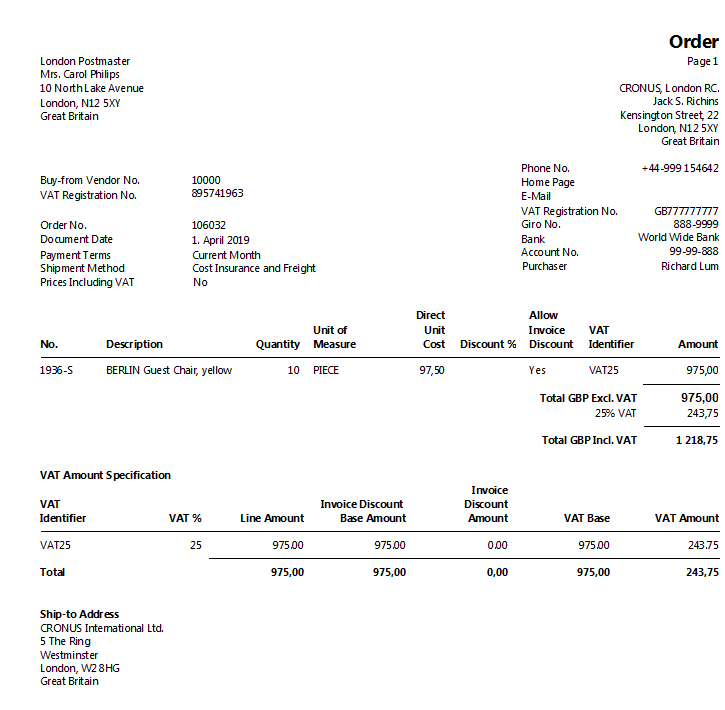 Order
Page 1
London Postmaster
Mrs. Carol Philips
10 North Lake Avenue
London, N12 5XY
Great Britain
CRONUS, London RC.
Jack S. Richins
Kensington Street, 22
London, N12 5XY
Great Britain
Buy-from Vendor No. 10000
VAT Registration No. 895741963
Order No. 106032
Document Date 1. April 2019
Payment Terms Current Month
Shipment Method Cost Insurance and Freight
Prices Including VAT No
Phone No. +44-999 154642
Home Page
E-Mail
VAT Registration No. GB777777777
Giro No. 888-9999
Bank World Wide Bank
Account No. 99-99-888
Purchaser Richard Lum
Direct Allow
Unit of Unit Invoice VAT
No. Description Quantity Measure Cost Discount % Discount Identifier Amount
1936-S BERLIN Guest Chair, yellow 10 PIECE 97,50 Yes VAT25 975,00
Total GBP Excl. VAT 975,00
25% VAT 243,75
Total GBP Incl. VAT 1 218,75
VAT Amount Specification
Invoice
VAT Invoice Discount Discount
Identifier VAT % Line Amount Base Amount Amount VAT Base VAT Amount
VAT25 25 975.00 975.00 0.00 975.00 243.75
Total 975,00 975,00 0,00 975,00 243,75
Ship-to Address
CRONUS International Ltd.
5 The Ring
Westminster
London, W2 8HG
Great Britain